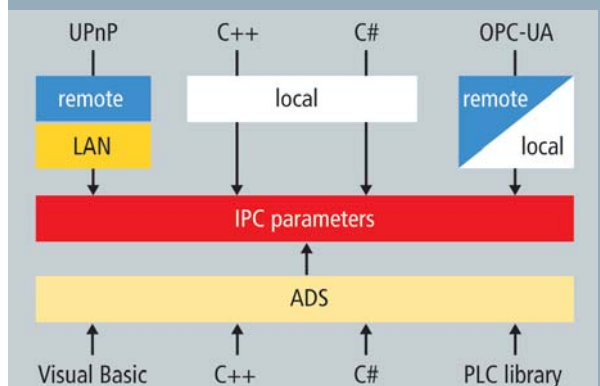 UPnP C++ C# OPC-UA
remote local remote
LAN local
IPC parameters
ADS
Visual Basic C++ C# PLC library